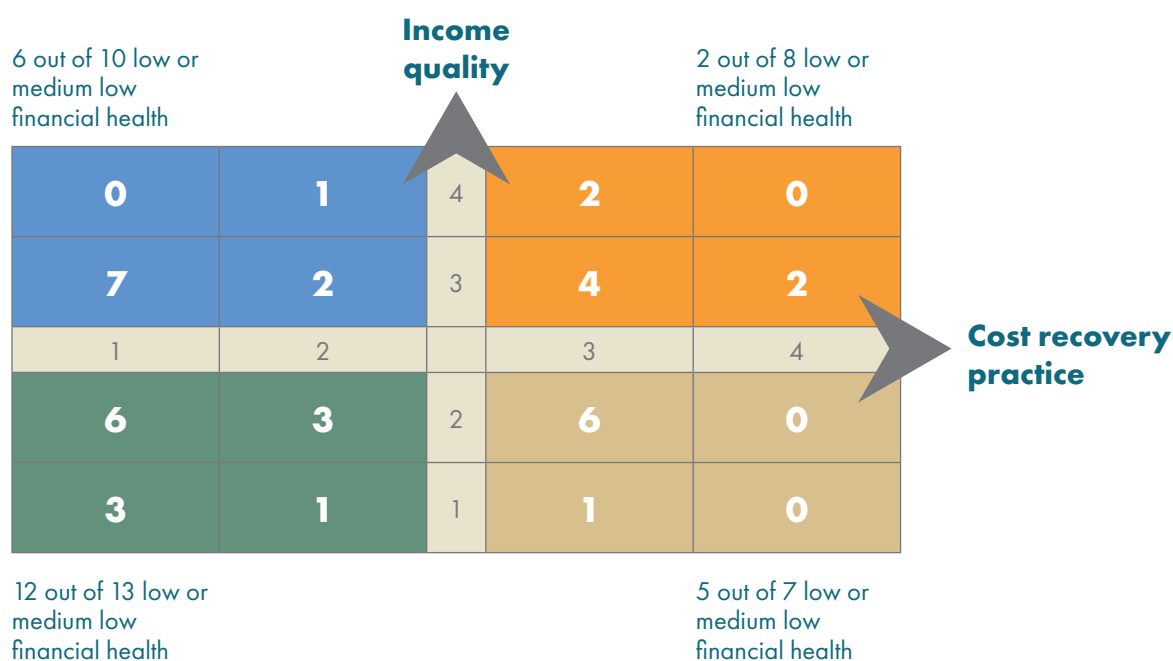 Income
quality
6 out of 10 low or
medium low
financial health
2 out of 8 low or
medium low
financial health
0 1 4 2 0
7 2 3 4 2
1 2 3 4
Cost recovery
practice
6 3 2 6 0
3 1 1 1 0
12 out of 13 low or
medium low
financial health
5 out of 7 low or
medium low
financial health